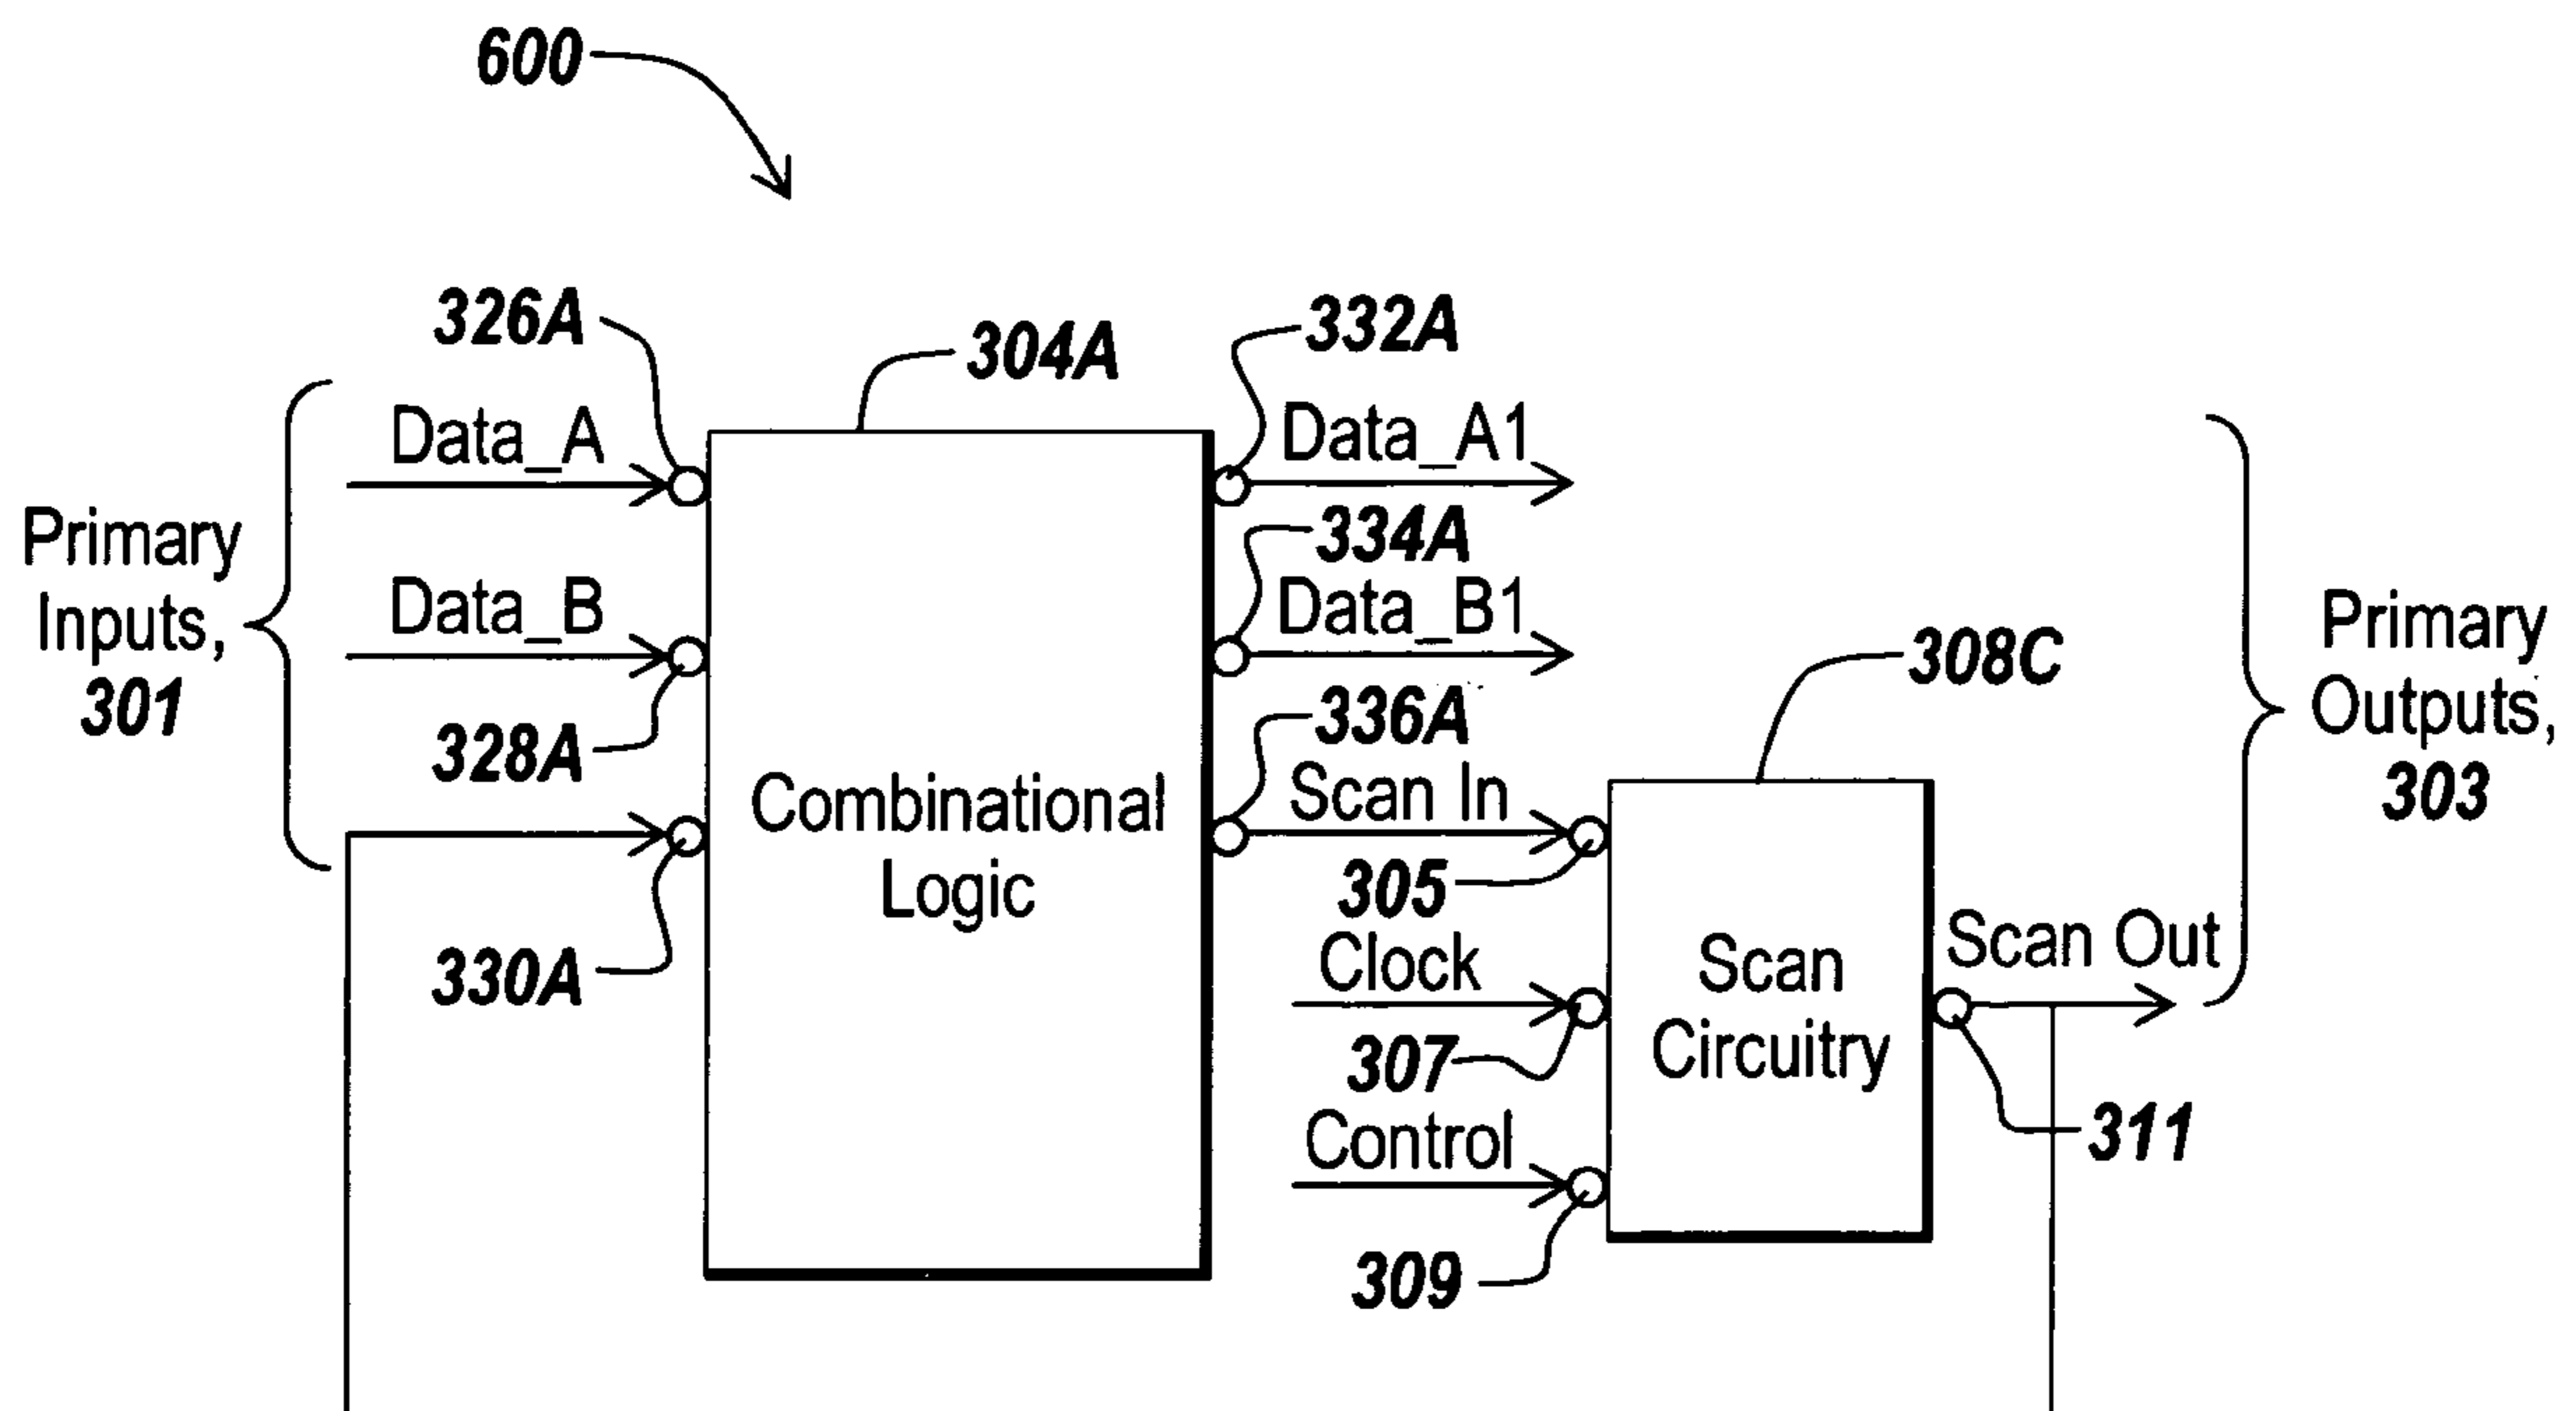 600
326A
304A
332A
Data_A
Data_A1
Primary
Inputs,
301
334A
Data_B
Data_B1
328A
336A
308C
Primary
Outputs,
303
Combinational
Logic
Scan In
305
330A
Clock
307
Scan
Circuitry
Scan Out
Control
309
311